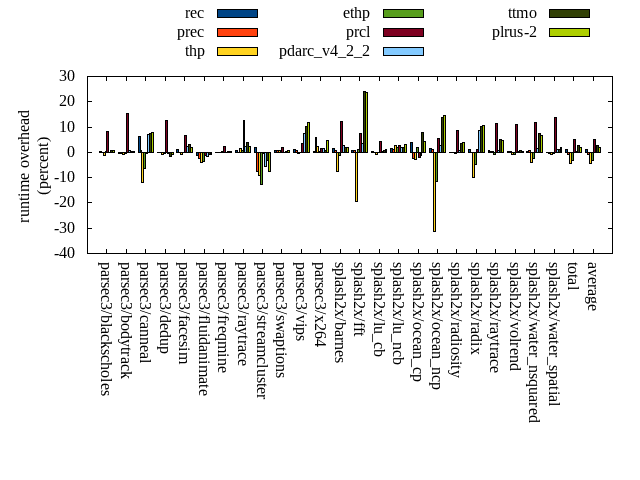 rec
prec
thp
ethp
prcl
pdarc_v4_2_2
ttmo
plrus-2
runtime overhead
(percent)
30
20
10
0
-10
-20
-30
-40
parsec3/blackscholes
parsec3/bodytrack
parsec3/canneal
parsec3/dedup
parsec3/facesim
parsec3/fluidanimate
parsec3/freqmine
parsec3/raytrace
parsec3/streamcluster
parsec3/swaptions
parsec3/vips
parsec3/x264
splash2x/barnes
splash2x/fft
splash2x/lu_cb
splash2x/lu_ncb
splash2x/ocean_cp
splash2x/ocean_ncp
splash2x/radiosity
splash2x/radix
splash2x/raytrace
splash2x/volrend
splash2x/water_nsquared
splash2x/water_spatial
total
average